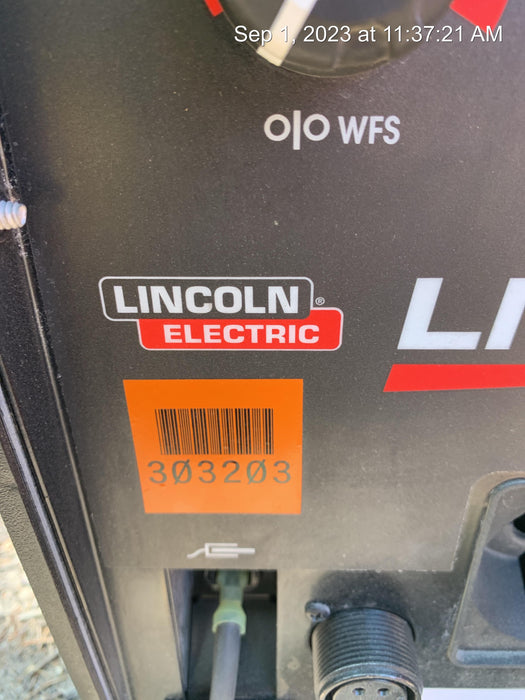 Sep 1, 2023 at 11:37:21 AM
WFS
LINCOLN ®
ELECTRIC
303203